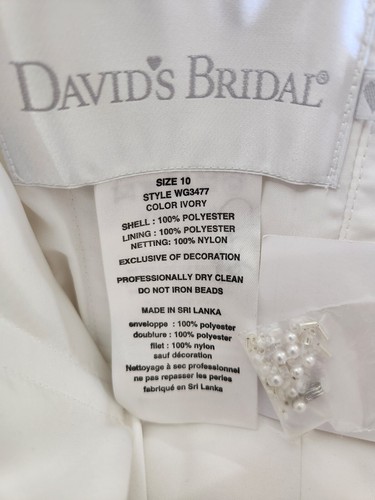 DAVID'S BRIDAL®
SIZE 10
STYLE WG3477
COLOR IVORY
SHELL : 100% POLYESTER
LINING : 100% POLYESTER
NETTING: 100% NYLON
EXCLUSIVE OF DECORATION
PROFESSIONALLY DRY CLEAN
DO NOT IRON BEADS
MADE IN SRI LANKA
enveloppe : 100% polyester
doublure : 100% polyester
filet : 100% nylon
sauf décoration
Nettoyage à sec professionnel
ne pas repasser les perles
fabriqué en Sri Lanka